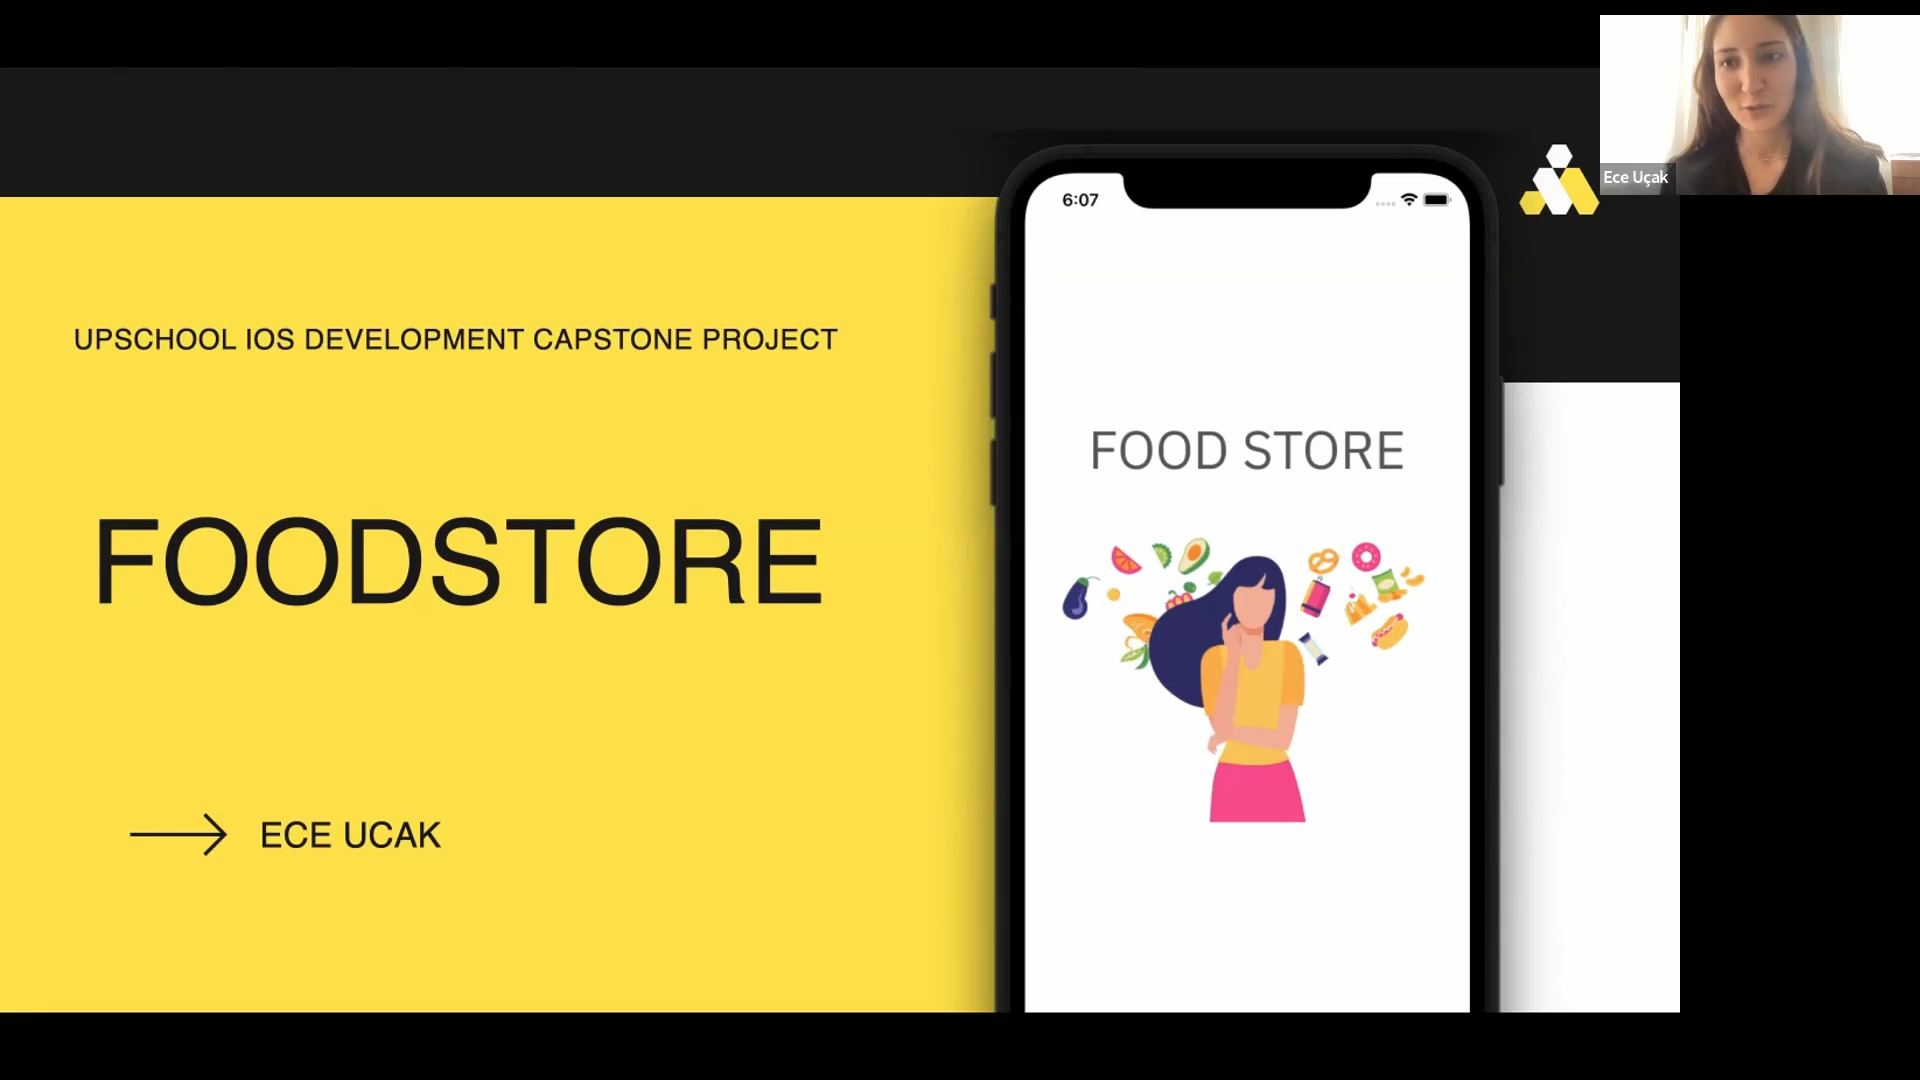 UPSCHOOL IOS DEVELOPMENT CAPSTONE PROJECT
FOODSTORE
ECE UCAK
6:07
FOOD STORE
Ece Uçak